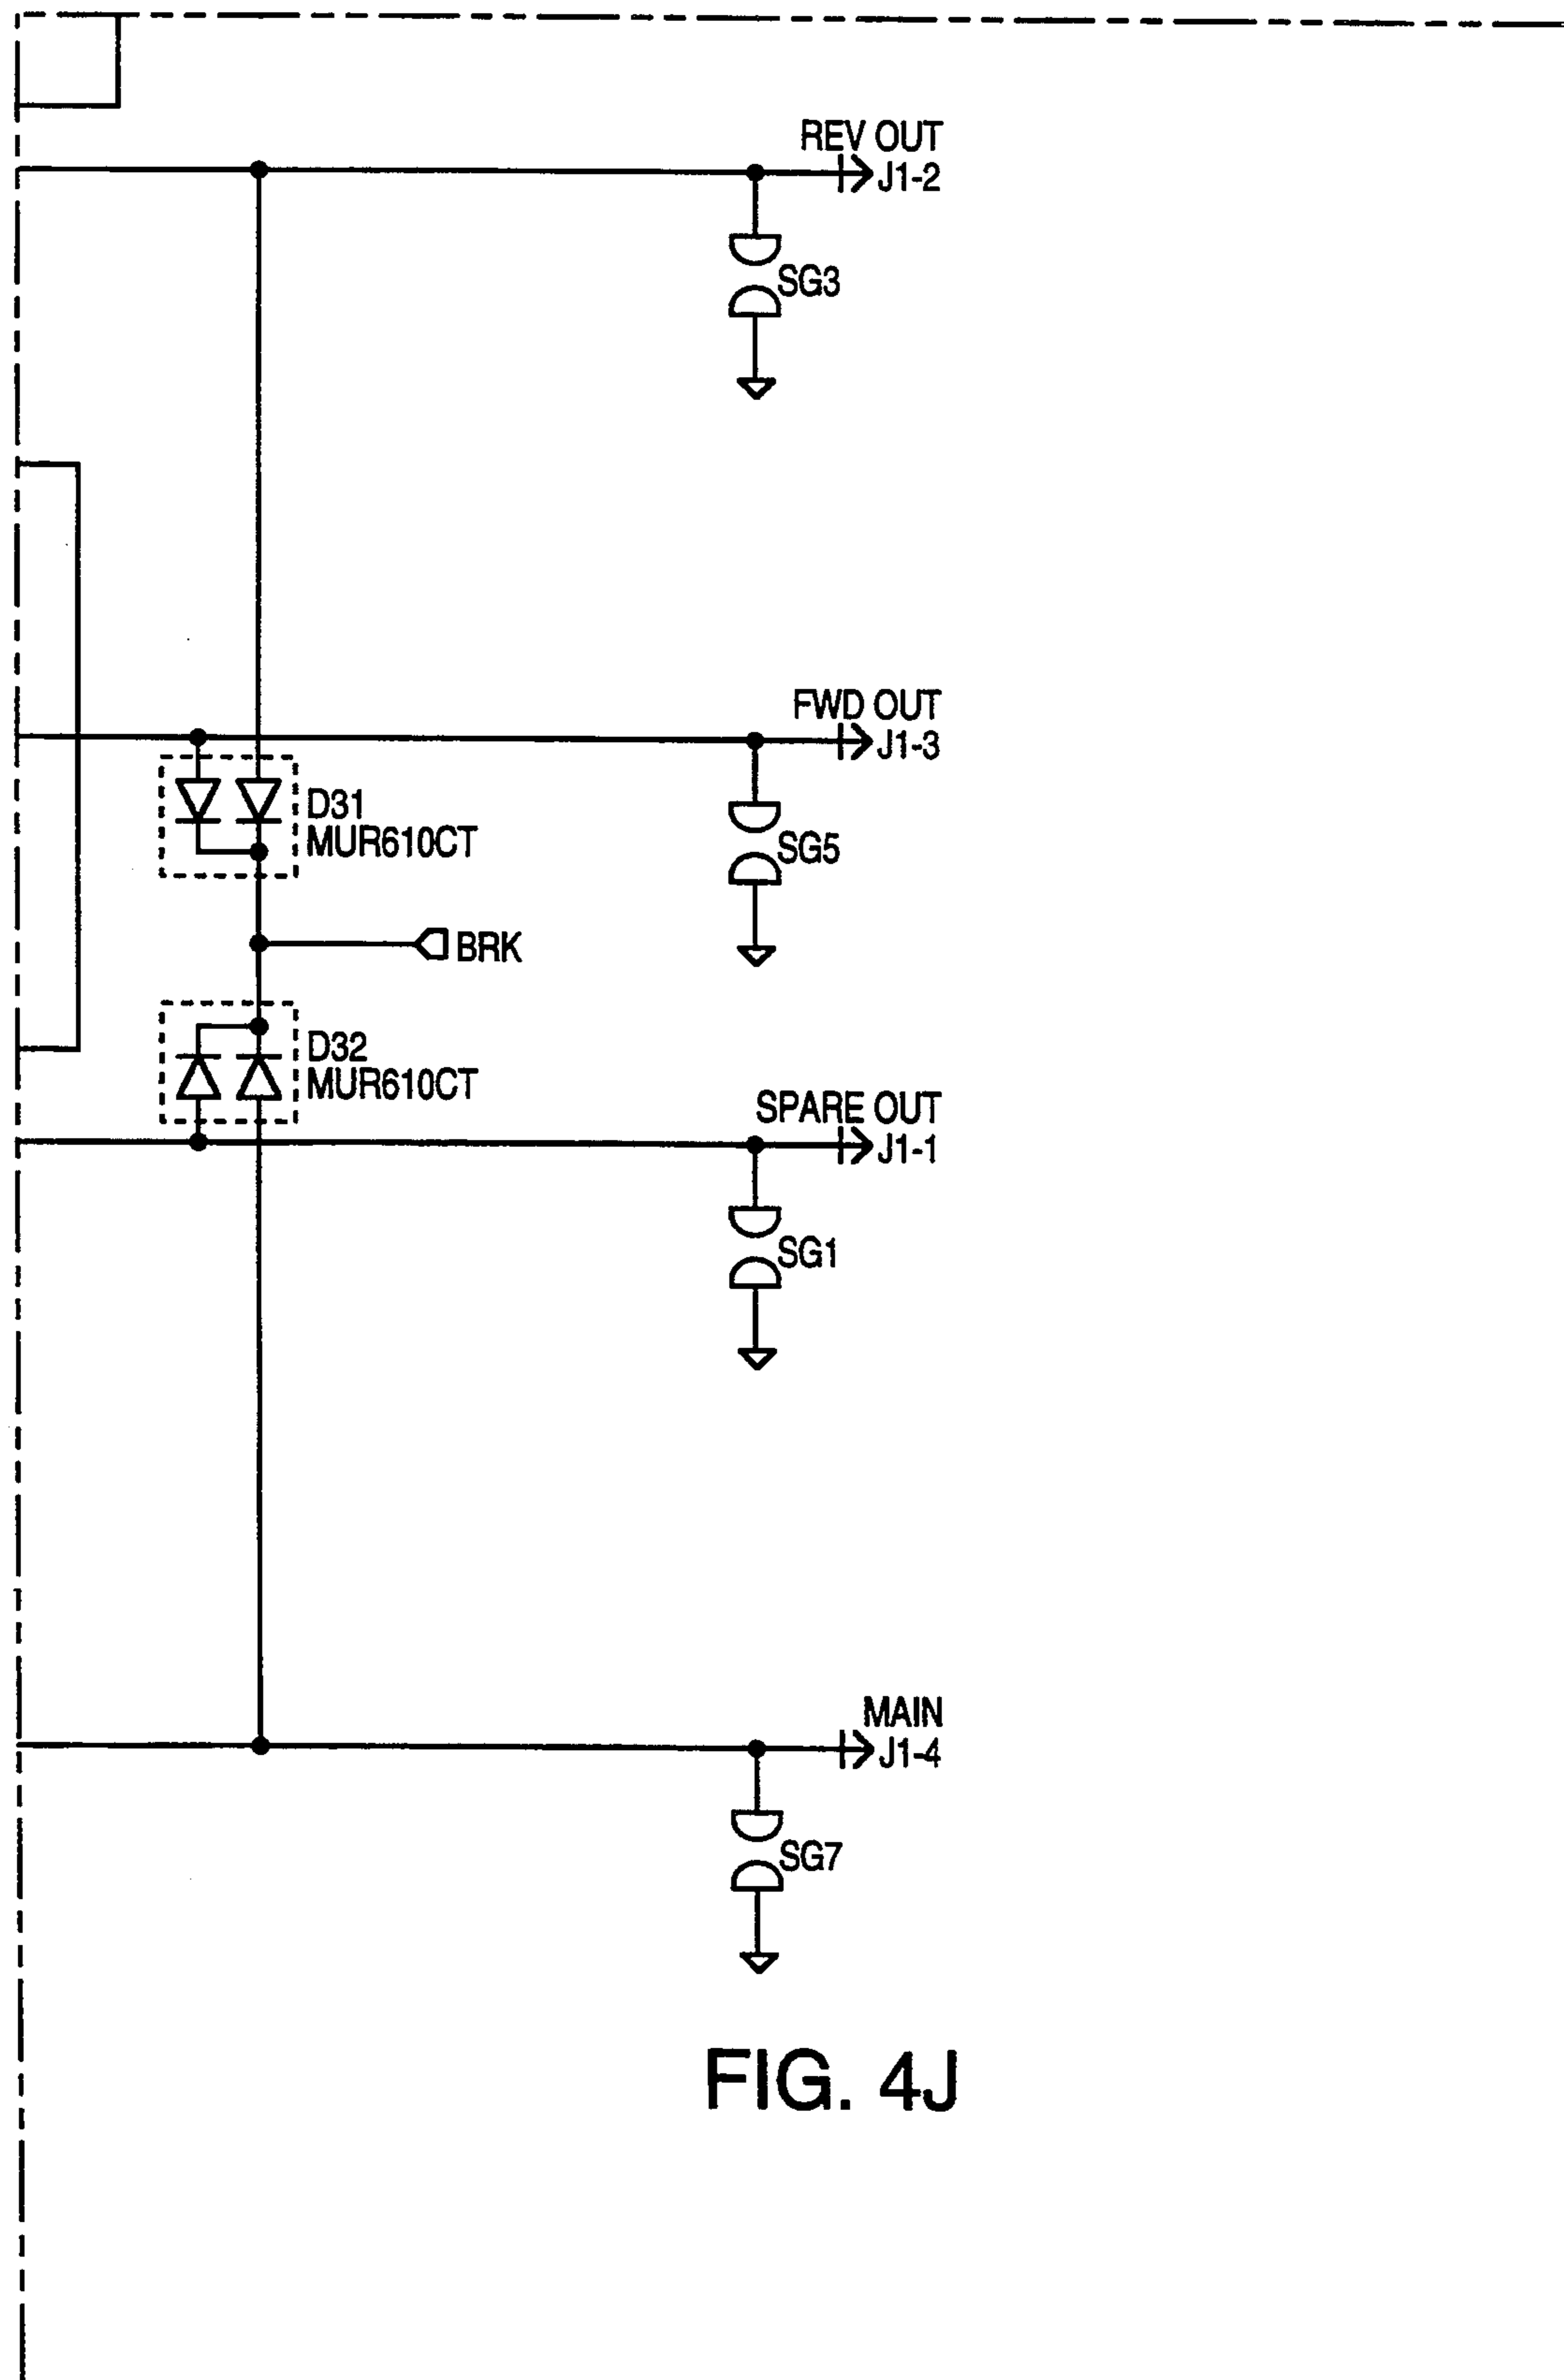 REV OUT
J1-2
SG3
FWD OUT
J1-3
D31
MUR610CT
SG5
BRK
D32
MUR610CT
SPARE OUT
J1-1
SG1
MAIN
J1-4
SG7
FIG. 4J